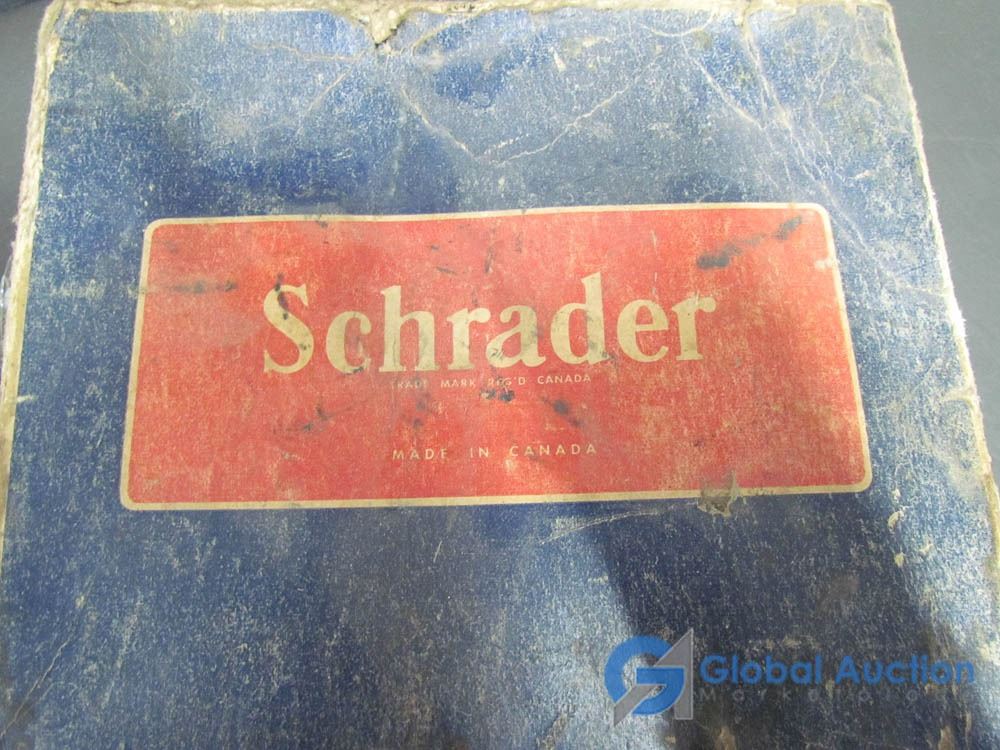 Schrader
TRADE MARK REG'D CANADA
MADE IN CANADA
Global Auction